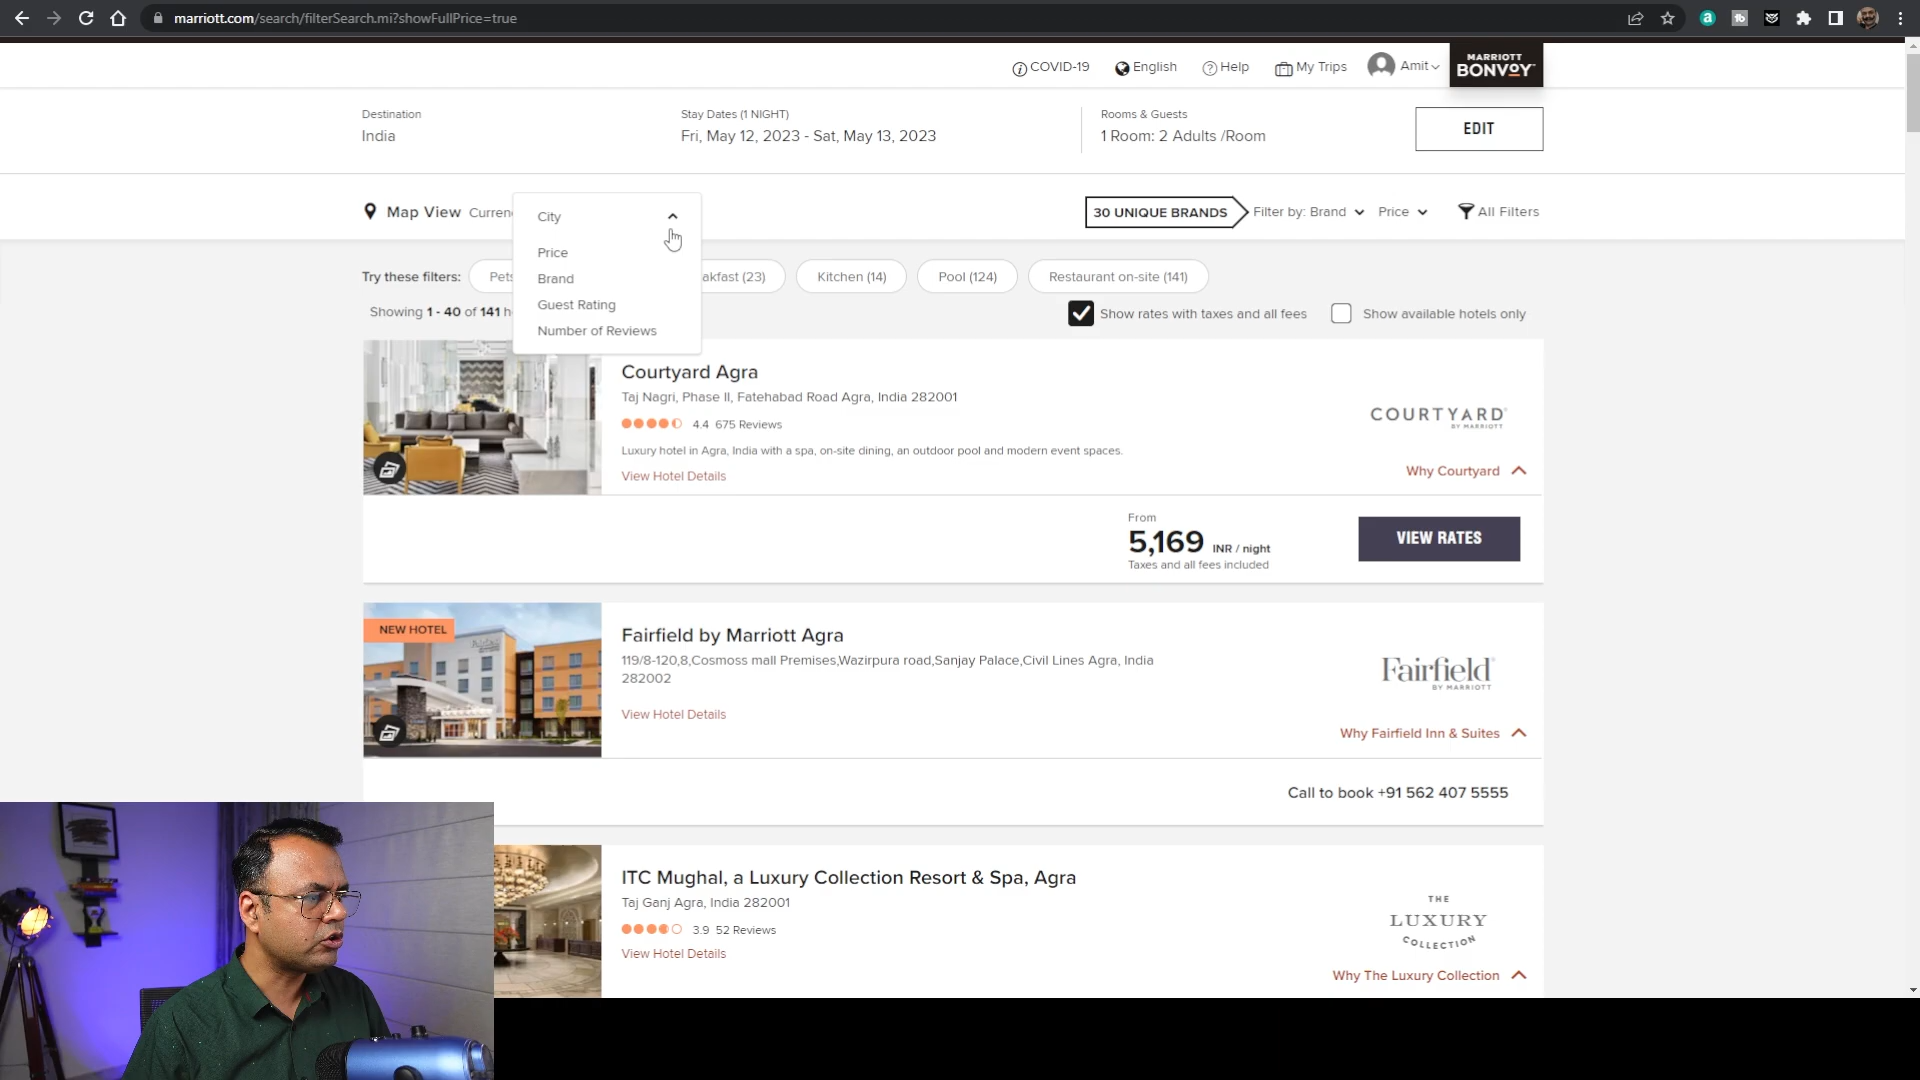 marriott.com/search/filterSearch.mi?showFullPrice=true
COVID-19
English
Help
My Trips
Amit
MARRIOTT
BONVOY
Destination
India
Stay Dates (1 NIGHT)
Fri, May 12, 2023 - Sat, May 13, 2023
Rooms & Guests
1 Room: 2 Adults /Room
EDIT
Map View
City
Price
Brand
Guest Rating
Number of Reviews
30 UNIQUE BRANDS
Filter by: Brand
Price
All Filters
Try these filters:
Kitchen (14)
Pool (124)
Restaurant on-site (141)
Showing 1 - 40 of 141
Show rates with taxes and all fees
Show available hotels only
Courtyard Agra
Taj Nagri, Phase II, Fatehabad Road Agra, India 282001
4.4 675 Reviews
Luxury hotel in Agra, India with a spa, on-site dining, an outdoor pool and modern event spaces.
View Hotel Details
COURTYARD
BY MARRIOTT
Why Courtyard
From
5,169 INR / night
Taxes and all fees included
VIEW RATES
NEW HOTEL
Fairfield by Marriott Agra
119/8-120,8,Cosmoss mall Premises,Wazirpura road,Sanjay Palace,Civil Lines Agra, India
282002
View Hotel Details
Fairfield
BY MARRIOTT
Why Fairfield Inn & Suites
Call to book +91 562 407 5555
ITC Mughal, a Luxury Collection Resort & Spa, Agra
Taj Ganj Agra, India 282001
3.9 52 Reviews
View Hotel Details
THE
LUXURY
COLLECTION
Why The Luxury Collection